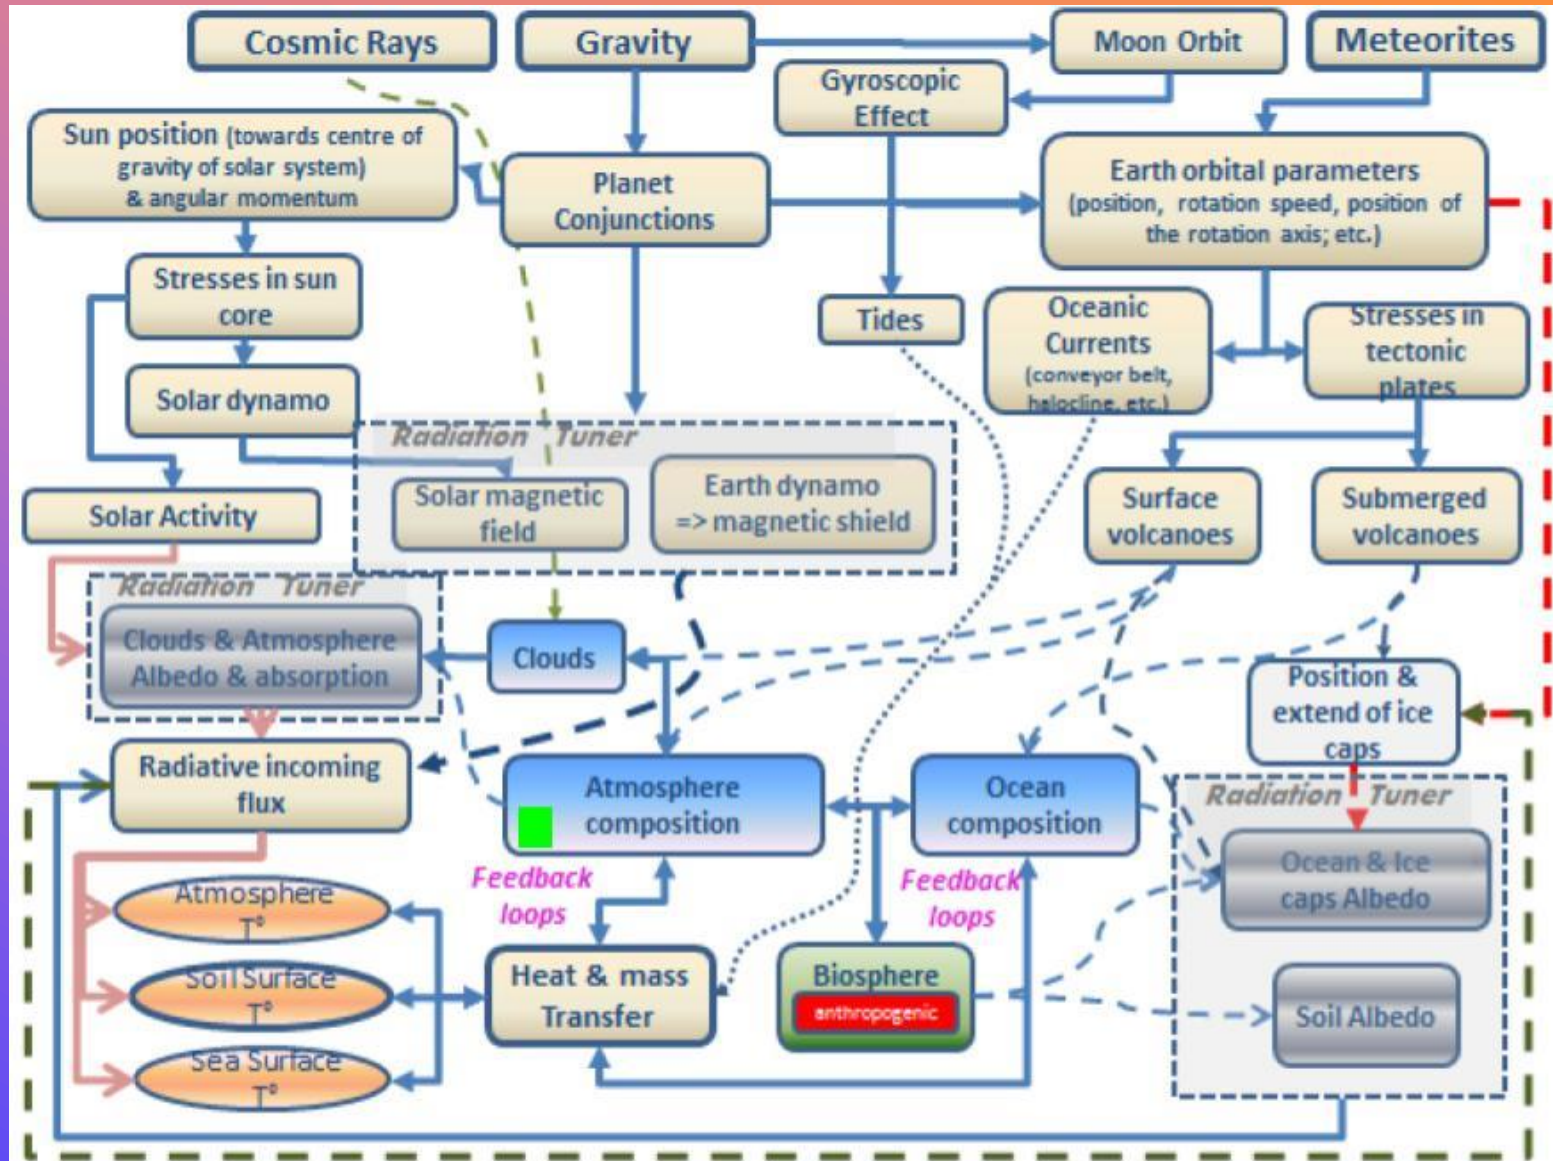 Cosmic Rays
Gravity
Moon Orbit
Meteorites
Gyroscopic
Effect
Sun position (towards centre of
gravity of solar system)
& angular momentum
Planet
Conjunctions
Earth orbital parameters
(position, rotation speed, position of
the rotation axis; etc.)
Stresses in sun
core
Tides
Oceanic
Currents
(conveyor belt,
halocline, etc.)
Stresses in
tectonic
plates
Solar dynamo
Radiation Tuner
Solar magnetic
field
Earth dynamo
=> magnetic shield
Surface
volcanoes
Submerged
volcanoes
Solar Activity
Radiation Tuner
Clouds & Atmosphere
Albedo & absorption
Clouds
Position &
extend of ice
caps
Radiative incoming
flux
Atmosphere
composition
Ocean
composition
Radiation Tuner
Ocean & Ice
caps Albedo
Feedback
loops
Feedback
loops
Atmosphere
T°
Soil Surface
T°
Sea Surface
T°
Heat & mass
Transfer
Biosphere
anthropogenic
Soil Albedo